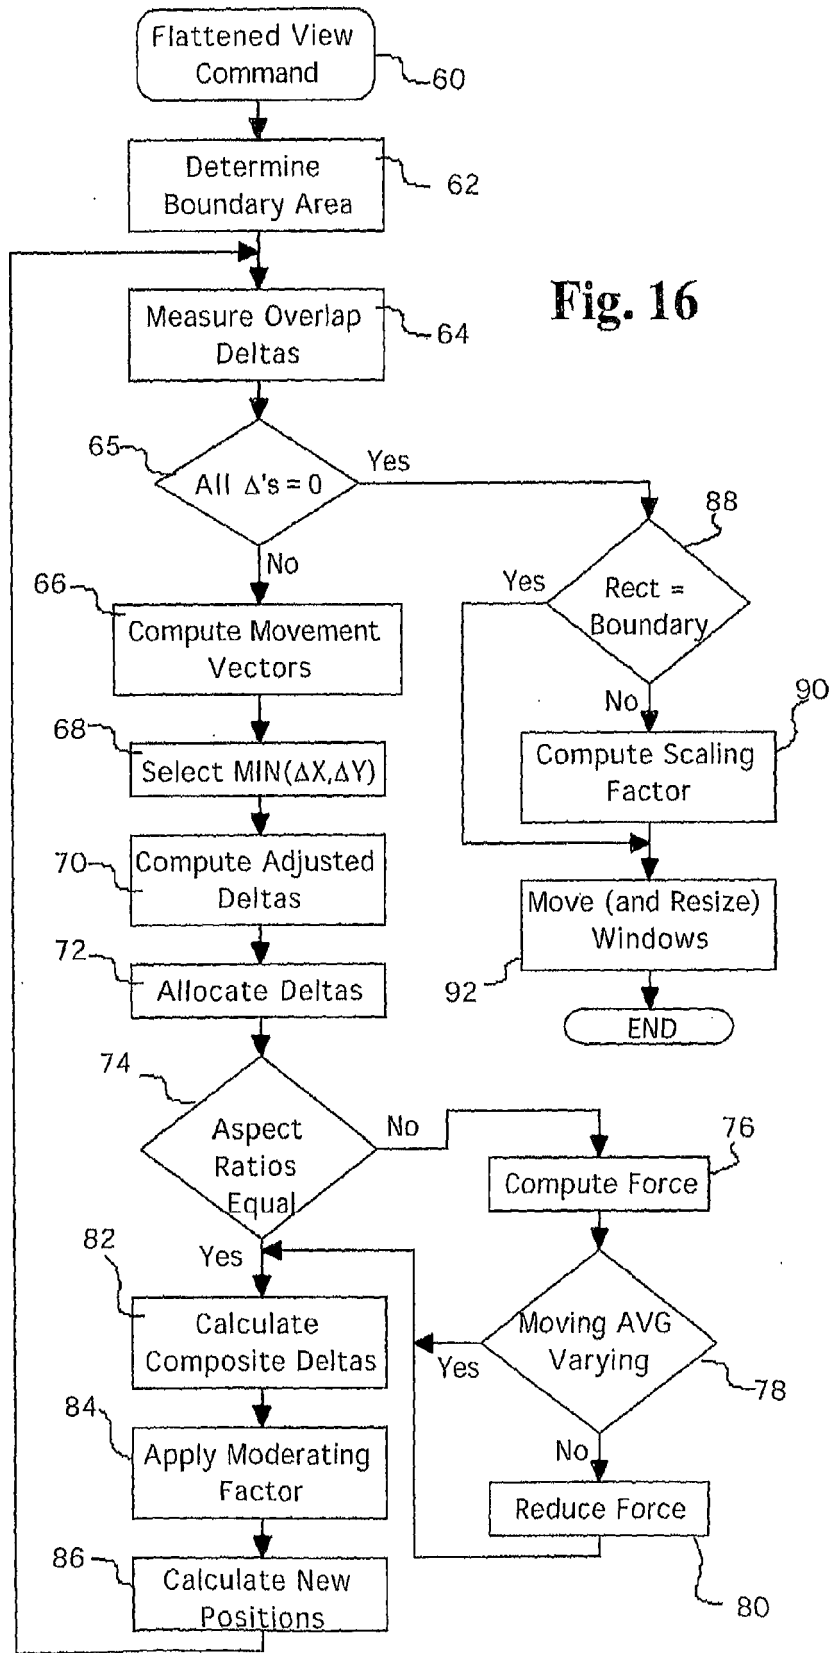 Flattened View
Command
60
Determine
Boundary Area
62
Fig. 16
Measure Overlap
Deltas
64
65
All Δ's = 0
Yes
No
88
Rect =
Boundary
Yes
No
66
Compute Movement
Vectors
68
Select MIN(ΔX,ΔY)
90
Compute Scaling
Factor
70
Compute Adjusted
Deltas
Move (and Resize)
Windows
92
72
Allocate Deltas
END
74
Aspect
Ratios
Equal
No
Yes
76
Compute Force
Moving AVG
Varying
78
Yes
No
82
Calculate
Composite Deltas
84
Apply Moderating
Factor
Reduce Force
80
86
Calculate New
Positions